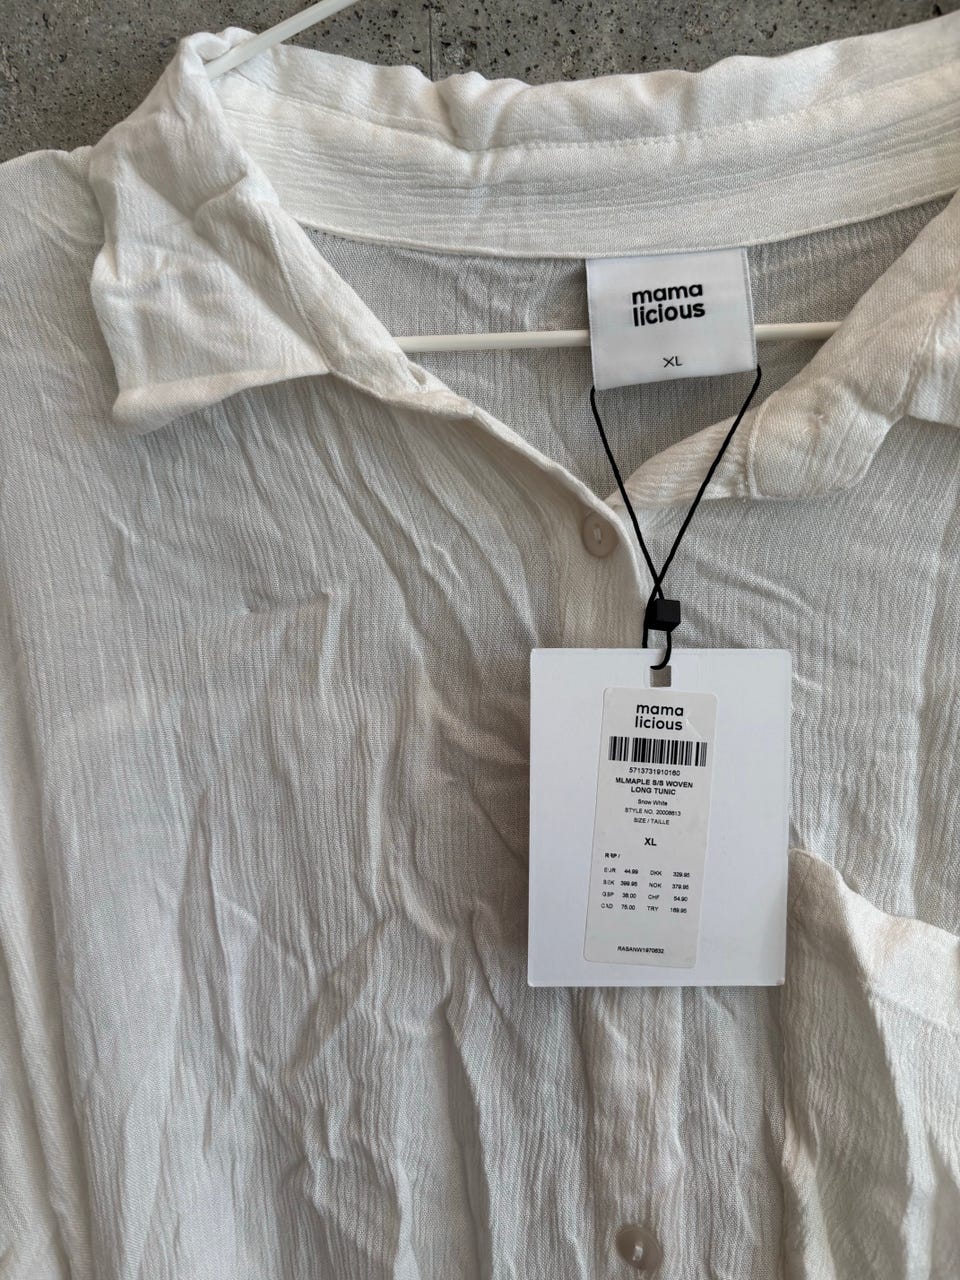 mama
licious
XL
mama
licious
5713731910160
MLMAPLE S/S WOVEN
LONG TUNIC
Snow White
STYLE NO. 20008613
SIZE / TAILLE
XL
RRP /
EUR 44.99 DKK 329.95
SEK 399.95 NOK 379.95
GBP 38.00 CHF 54.90
CAD 75.00 TRY 169.95
RASANW1970632